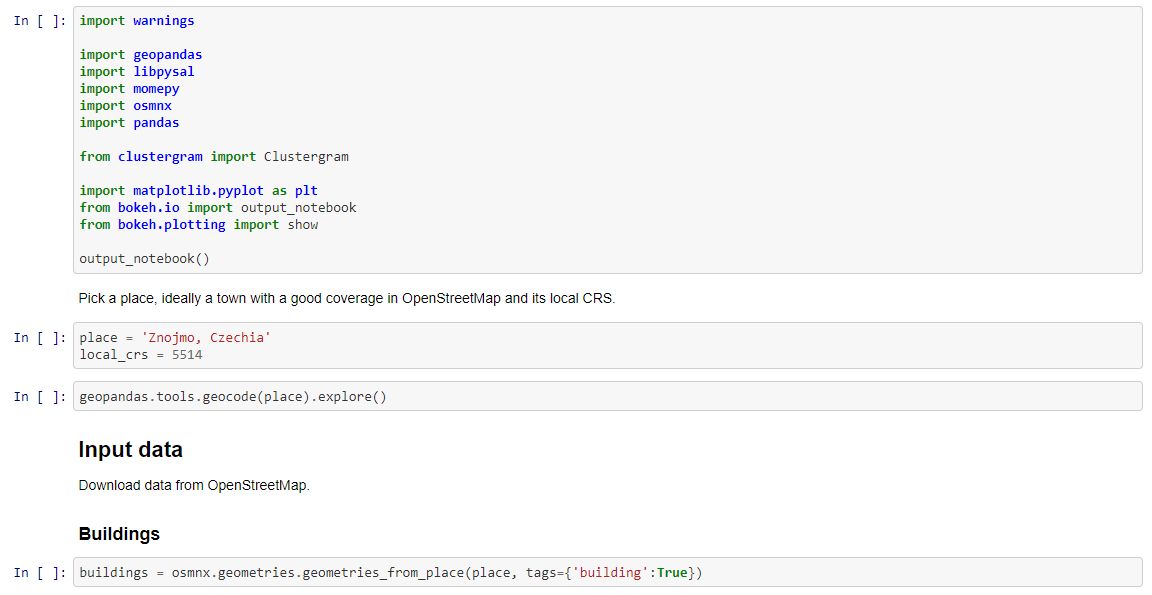 In [ ]: import warnings
import geopandas
import libpysal
import momepy
import osmnx
import pandas
from clustergram import Clustergram
import matplotlib.pyplot as plt
from bokeh.io import output_notebook
from bokeh.plotting import show
output_notebook()
Pick a place, ideally a town with a good coverage in OpenStreetMap and its local CRS.
In [ ]: place = 'Znojmo, Czechia'
local_crs = 5514
In [ ]: geopandas.tools.geocode(place).explore()
Input data
Download data from OpenStreetMap.
Buildings
In [ ]: buildings = osmnx.geometries.geometries_from_place(place, tags={'building':True})